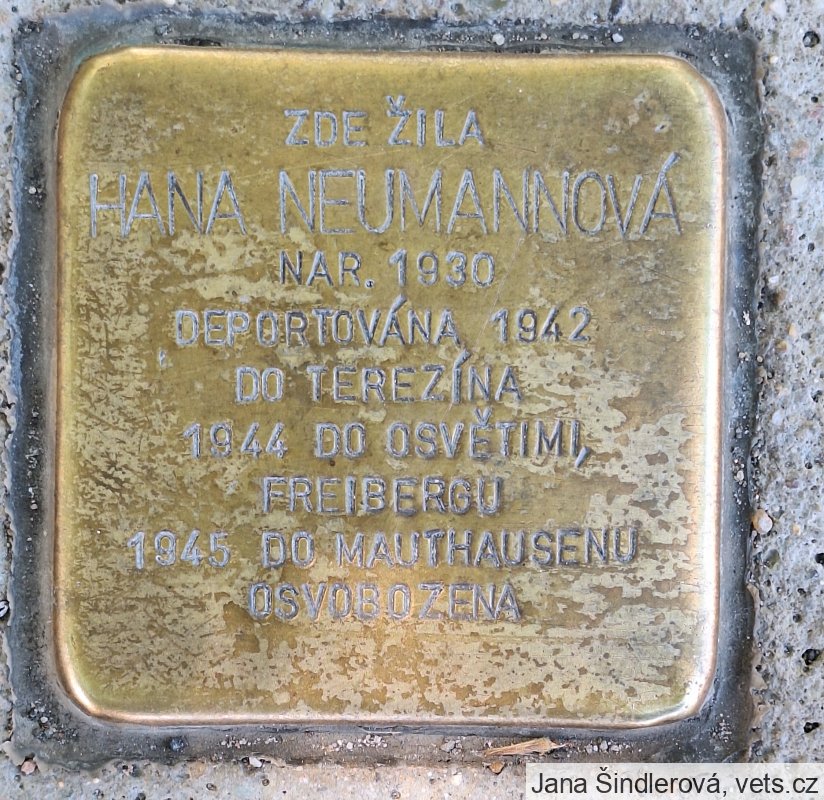 ZDE ŽILA
HANA NEUMANNOVÁ
NAR. 1930
DEPORTOVÁNA 1942
DO TEREZÍNA
1944 DO OSVĚTIMI,
FREIBERGU
1945 DO MAUTHAUSENU
OSVOBOZENA
Jana Šindlerová, vets.cz